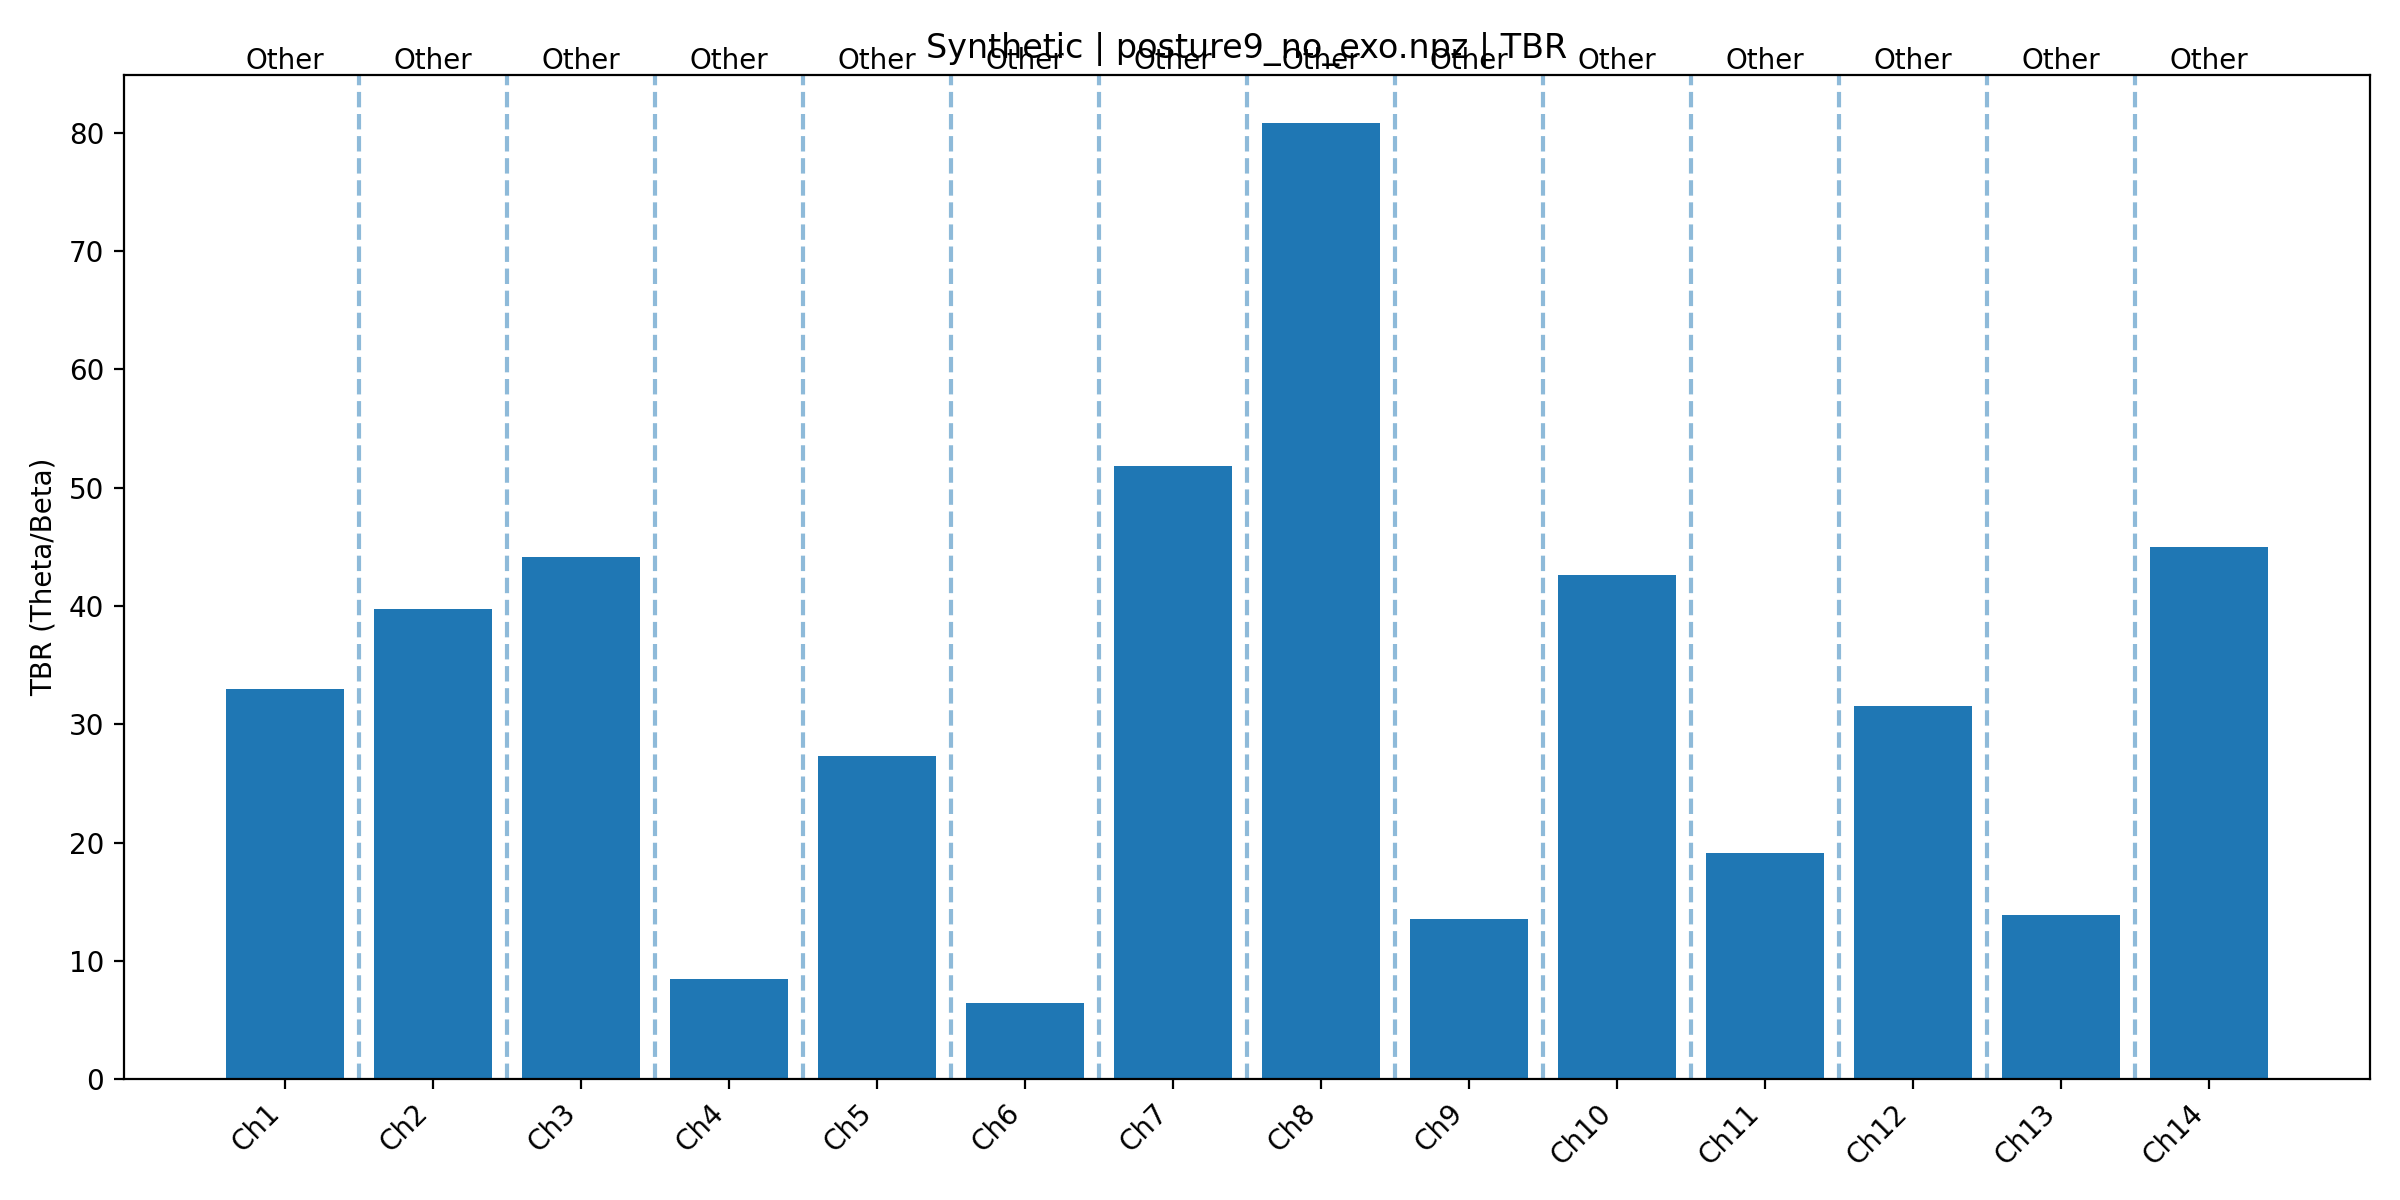 Synthetic | posture9_no_exo.npz | TBR
Other Other Other Other Other Other Other Other Other Other Other Other Other Other
80
70
60
50
40
30
20
10
0
TBR (Theta/Beta)
Ch1 Ch2 Ch3 Ch4 Ch5 Ch6 Ch7 Ch8 Ch9 Ch10 Ch11 Ch12 Ch13 Ch14